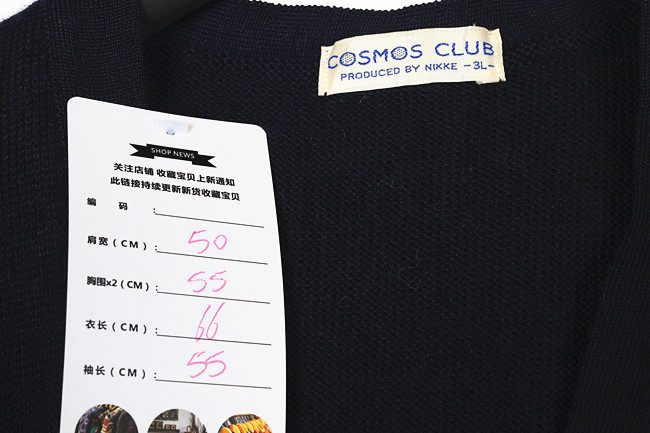 COSMOS CLUB
PRODUCED BY NIKKE -3L-
SHOP NEWS
关注店铺 收藏宝贝上新通知
此链接持续更新新货收藏宝贝
编 码 :
肩宽(CM): 50
胸围x2(CM): 55
衣长(CM): 66
袖长(CM): 55